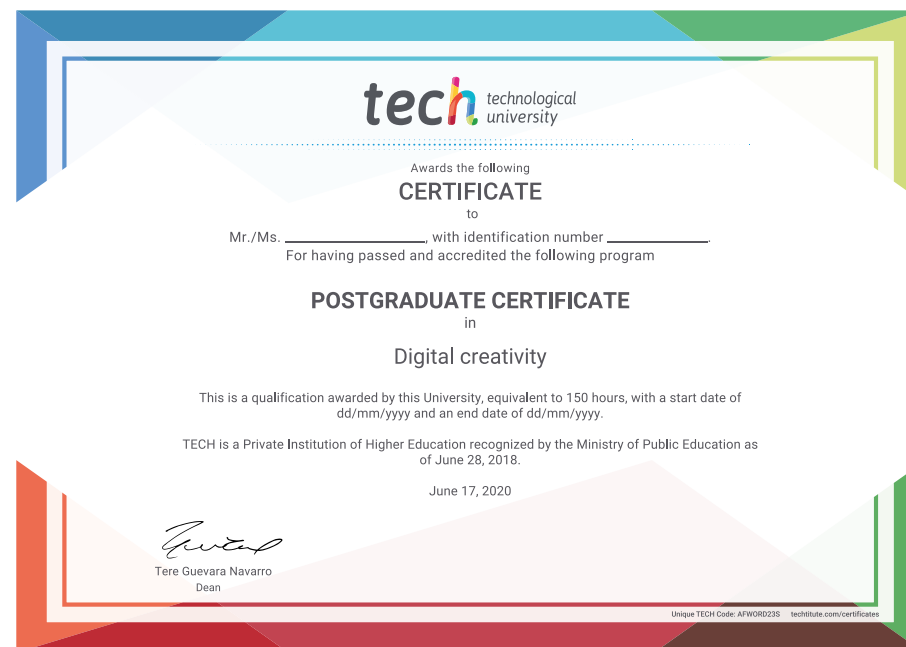 tech technological
university
Awards the following
CERTIFICATE
to
Mr./Ms. ____________________, with identification number ______________.
For having passed and accredited the following program
POSTGRADUATE CERTIFICATE
in
Digital creativity
This is a qualification awarded by this University, equivalent to 150 hours, with a start date of
dd/mm/yyyy and an end date of dd/mm/yyyy.
TECH is a Private Institution of Higher Education recognized by the Ministry of Public Education as
of June 28, 2018.
June 17, 2020
Tere Guevara Navarro
Dean
Unique TECH Code: AFWORD23S techtitute.com/certificates